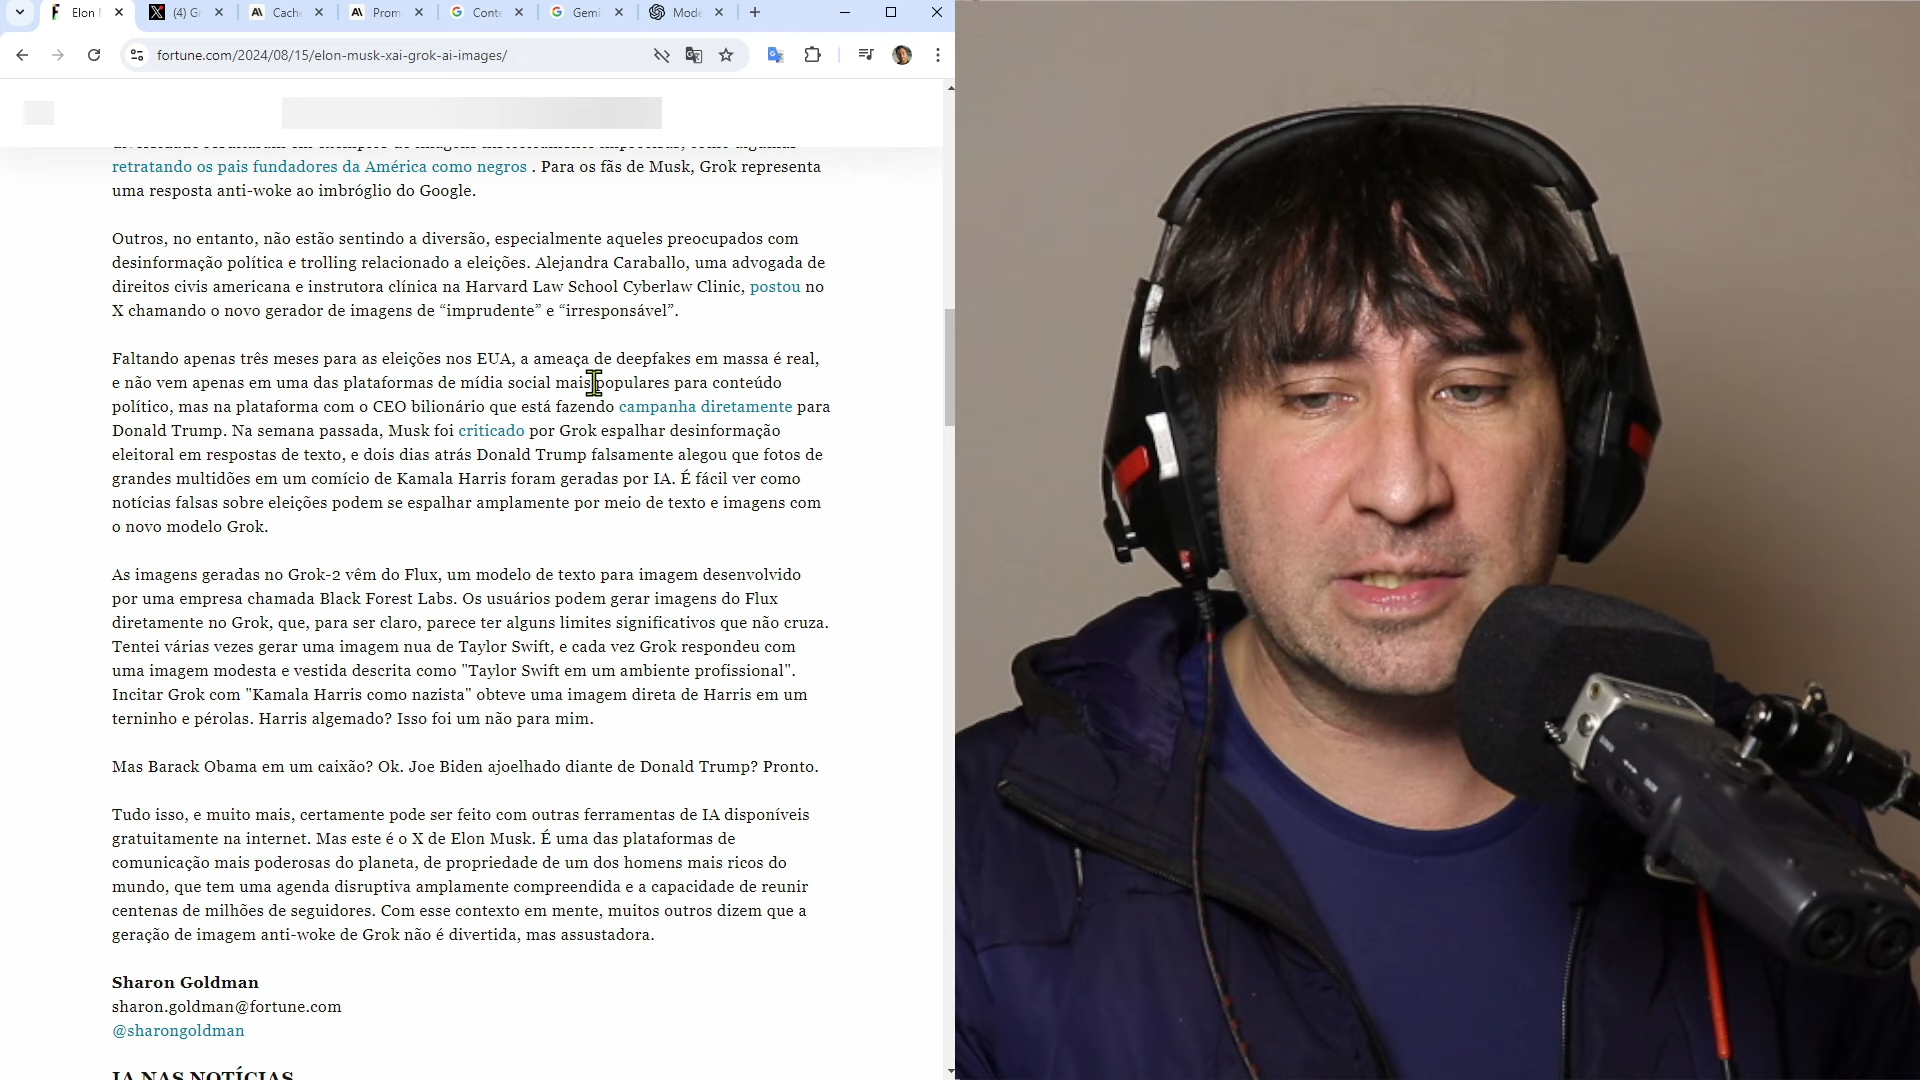 Elon
(4) Gr
Cach
Prom
Conte
Gemi
Mode
fortune.com/2024/08/15/elon-musk-xai-grok-ai-images/
retratando os pais fundadores da América como negros . Para os fãs de Musk, Grok representa
uma resposta anti-woke ao imbróglio do Google.
Outros, no entanto, não estão sentindo a diversão, especialmente aqueles preocupados com
desinformação política e trolling relacionado a eleições. Alejandra Caraballo, uma advogada de
direitos civis americana e instrutora clínica na Harvard Law School Cyberlaw Clinic, postou no
X chamando o novo gerador de imagens de “imprudente” e “irresponsável”.
Faltando apenas três meses para as eleições nos EUA, a ameaça de deepfakes em massa é real,
e não vem apenas em uma das plataformas de mídia social mais populares para conteúdo
político, mas na plataforma com o CEO bilionário que está fazendo campanha diretamente para
Donald Trump. Na semana passada, Musk foi criticado por Grok espalhar desinformação
eleitoral em respostas de texto, e dois dias atrás Donald Trump falsamente alegou que fotos de
grandes multidões em um comício de Kamala Harris foram geradas por IA. É fácil ver como
notícias falsas sobre eleições podem se espalhar amplamente por meio de texto e imagens com
o novo modelo Grok.
As imagens geradas no Grok-2 vêm do Flux, um modelo de texto para imagem desenvolvido
por uma empresa chamada Black Forest Labs. Os usuários podem gerar imagens do Flux
diretamente no Grok, que, para ser claro, parece ter alguns limites significativos que não cruza.
Tentei várias vezes gerar uma imagem nua de Taylor Swift, e cada vez Grok respondeu com
uma imagem modesta e vestida descrita como "Taylor Swift em um ambiente profissional".
Incitar Grok com "Kamala Harris como nazista" obteve uma imagem direta de Harris em um
terninho e pérolas. Harris algemado? Isso foi um não para mim.
Mas Barack Obama em um caixão? Ok. Joe Biden ajoelhado diante de Donald Trump? Pronto.
Tudo isso, e muito mais, certamente pode ser feito com outras ferramentas de IA disponíveis
gratuitamente na internet. Mas este é o X de Elon Musk. É uma das plataformas de
comunicação mais poderosas do planeta, de propriedade de um dos homens mais ricos do
mundo, que tem uma agenda disruptiva amplamente compreendida e a capacidade de reunir
centenas de milhões de seguidores. Com esse contexto em mente, muitos outros dizem que a
geração de imagem anti-woke de Grok não é divertida, mas assustadora.
Sharon Goldman
sharon.goldman@fortune.com
@sharongoldman
IA NAS NOTÍCIAS